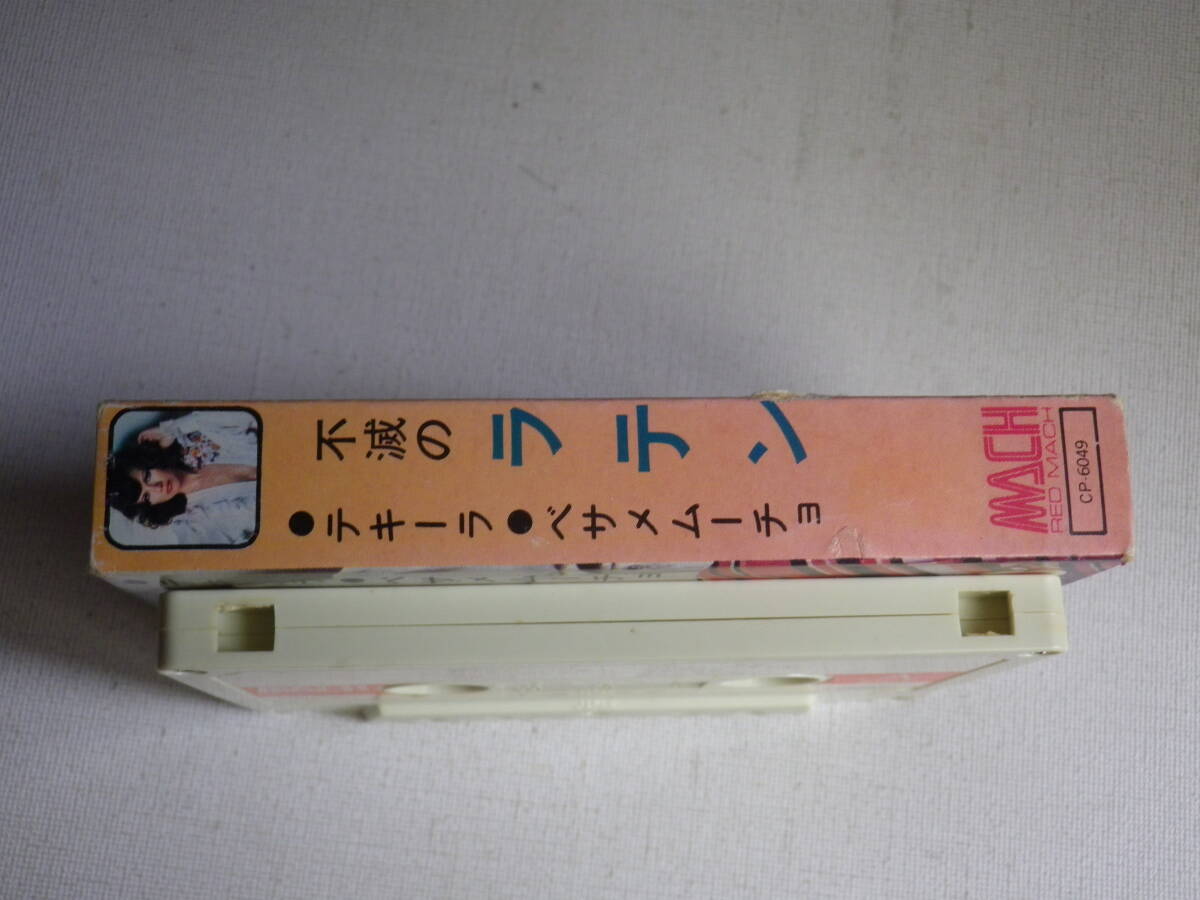 不滅の
ラテン
●テキーラ●ベサメムーチョ
MACH
RED MACH
CP-6049